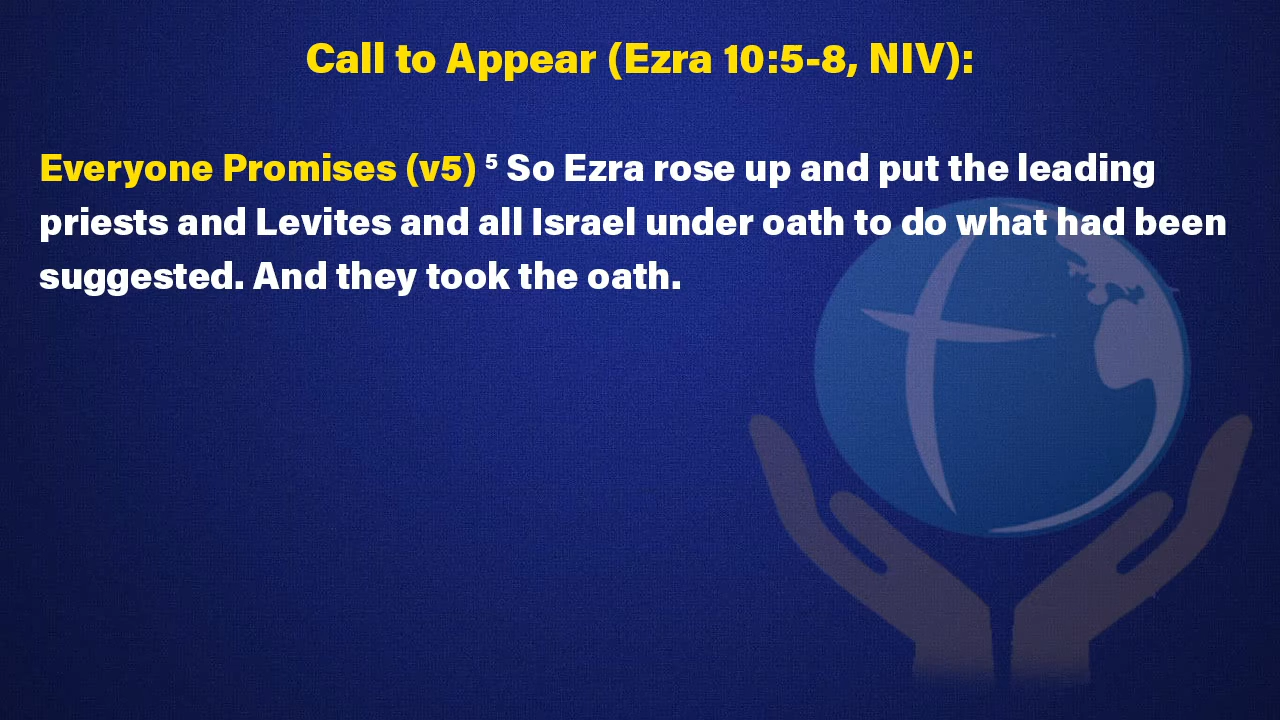 Call to Appear (Ezra 10:5-8, NIV):
Everyone Promises (v5) ⁵ So Ezra rose up and put the leading
priests and Levites and all Israel under oath to do what had been
suggested. And they took the oath.